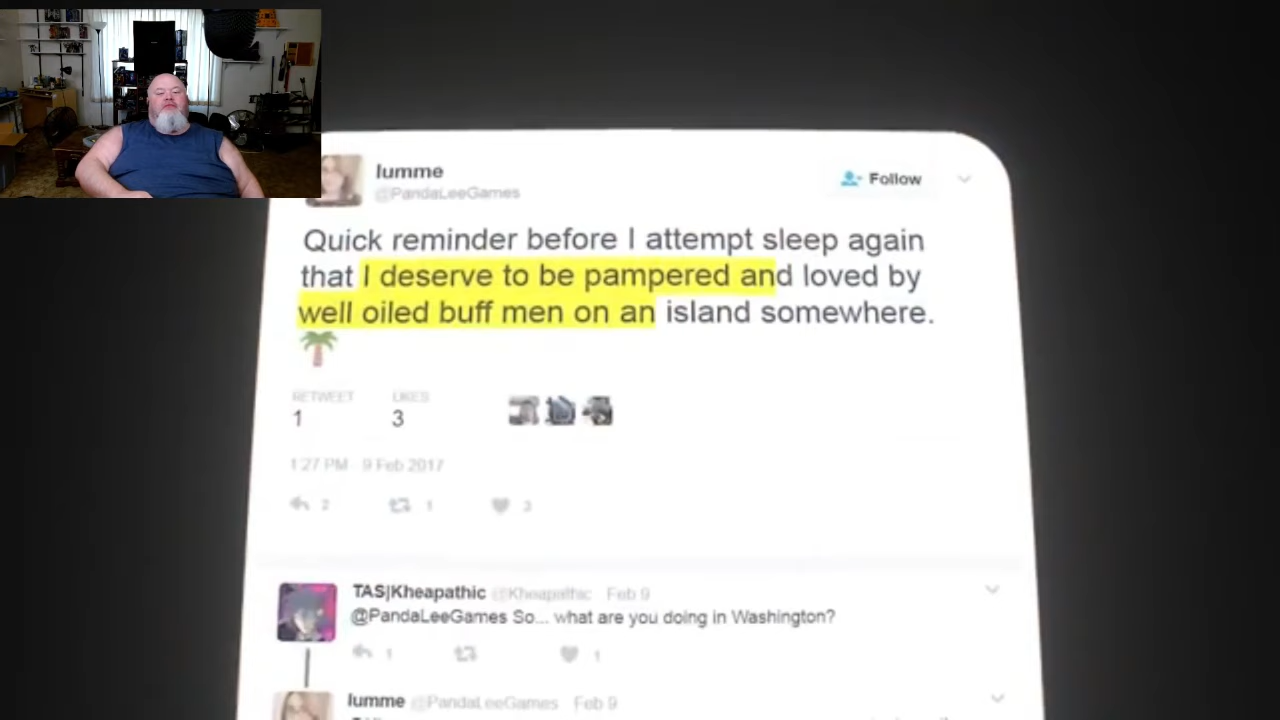 lumme
@PandaLeeGames
Follow
Quick reminder before I attempt sleep again
that I deserve to be pampered and loved by
well oiled buff men on an island somewhere.
RETWEET LIKES
1 3
1:27 PM - 9 Feb 2017
2 1 3
TAS|Kheapathic @Kheapathic Feb 9
@PandaLeeGames So... what are you doing in Washington?
1 1
lumme @PandaLeeGames Feb 9